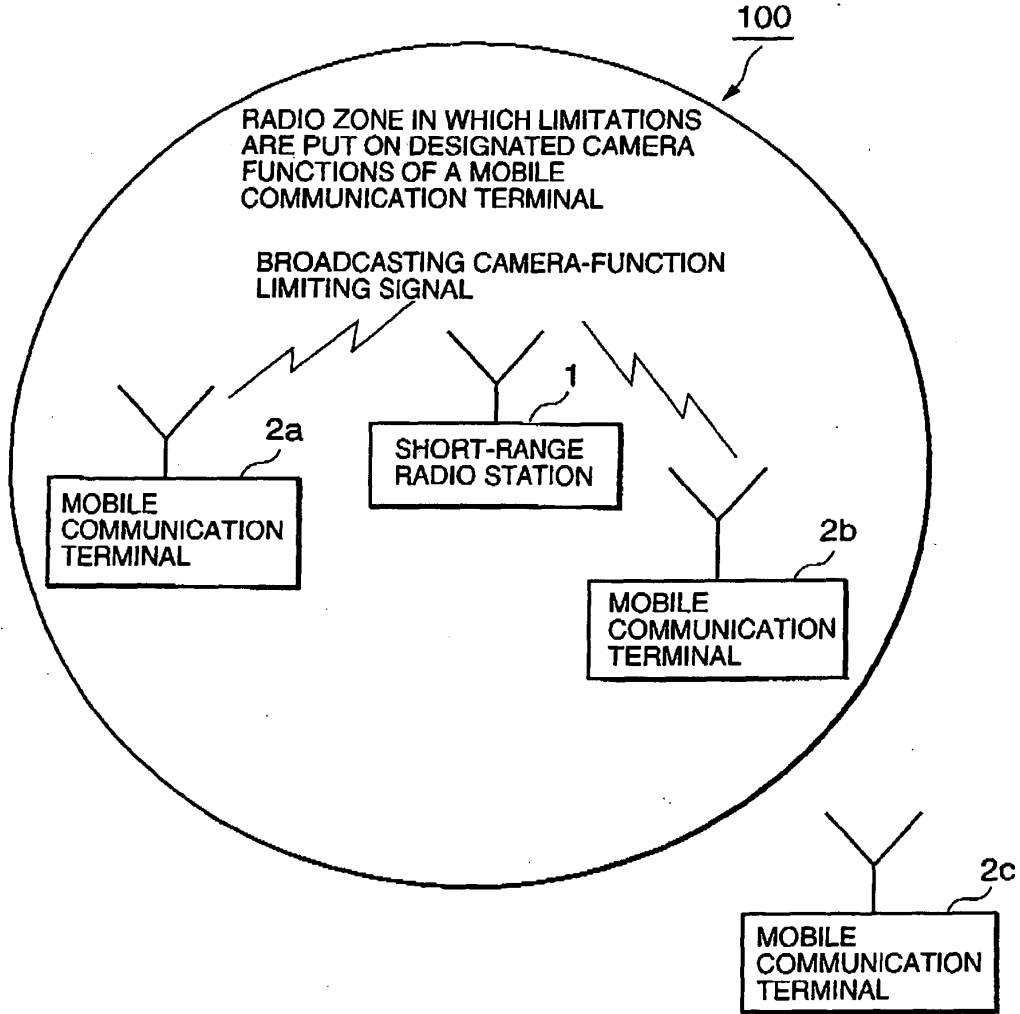 100
RADIO ZONE IN WHICH LIMITATIONS
ARE PUT ON DESIGNATED CAMERA
FUNCTIONS OF A MOBILE
COMMUNICATION TERMINAL
BROADCASTING CAMERA-FUNCTION
LIMITING SIGNAL
1
SHORT-RANGE
RADIO STATION
2a
MOBILE
COMMUNICATION
TERMINAL
2b
MOBILE
COMMUNICATION
TERMINAL
2c
MOBILE
COMMUNICATION
TERMINAL